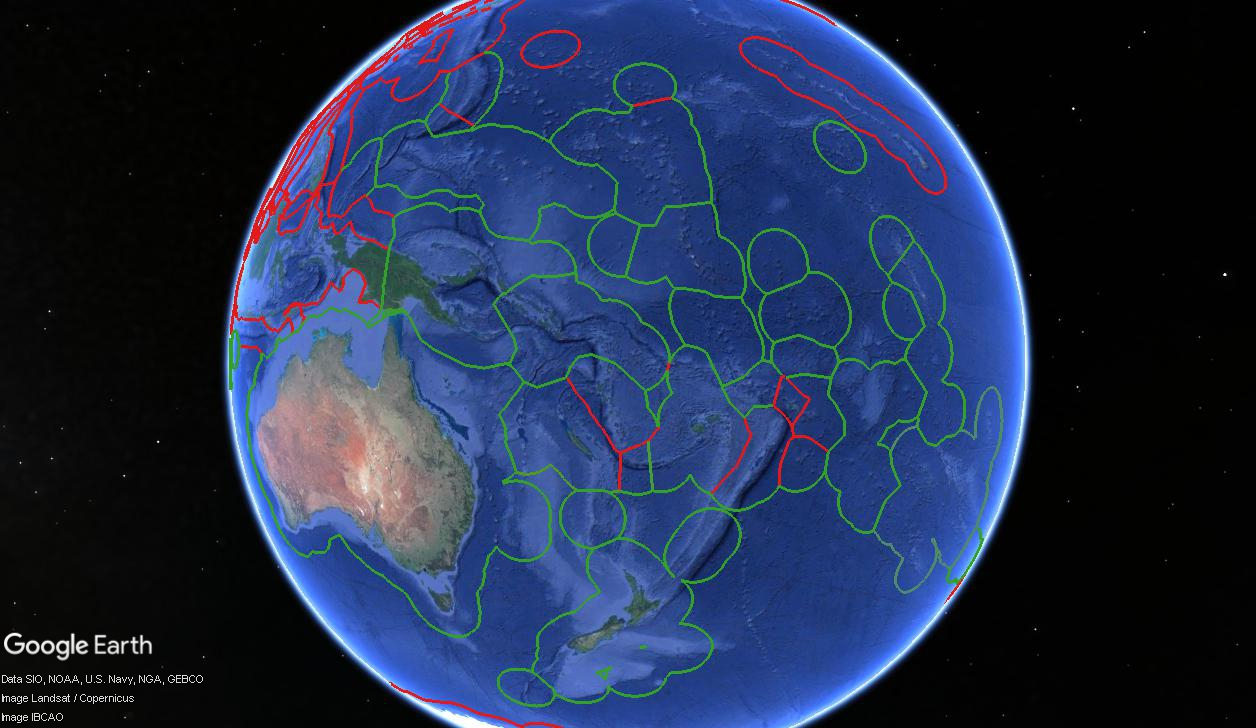 Google Earth
Data SIO, NOAA, U.S. Navy, NGA, GEBCO
Image Landsat / Copernicus
Image IBCAO